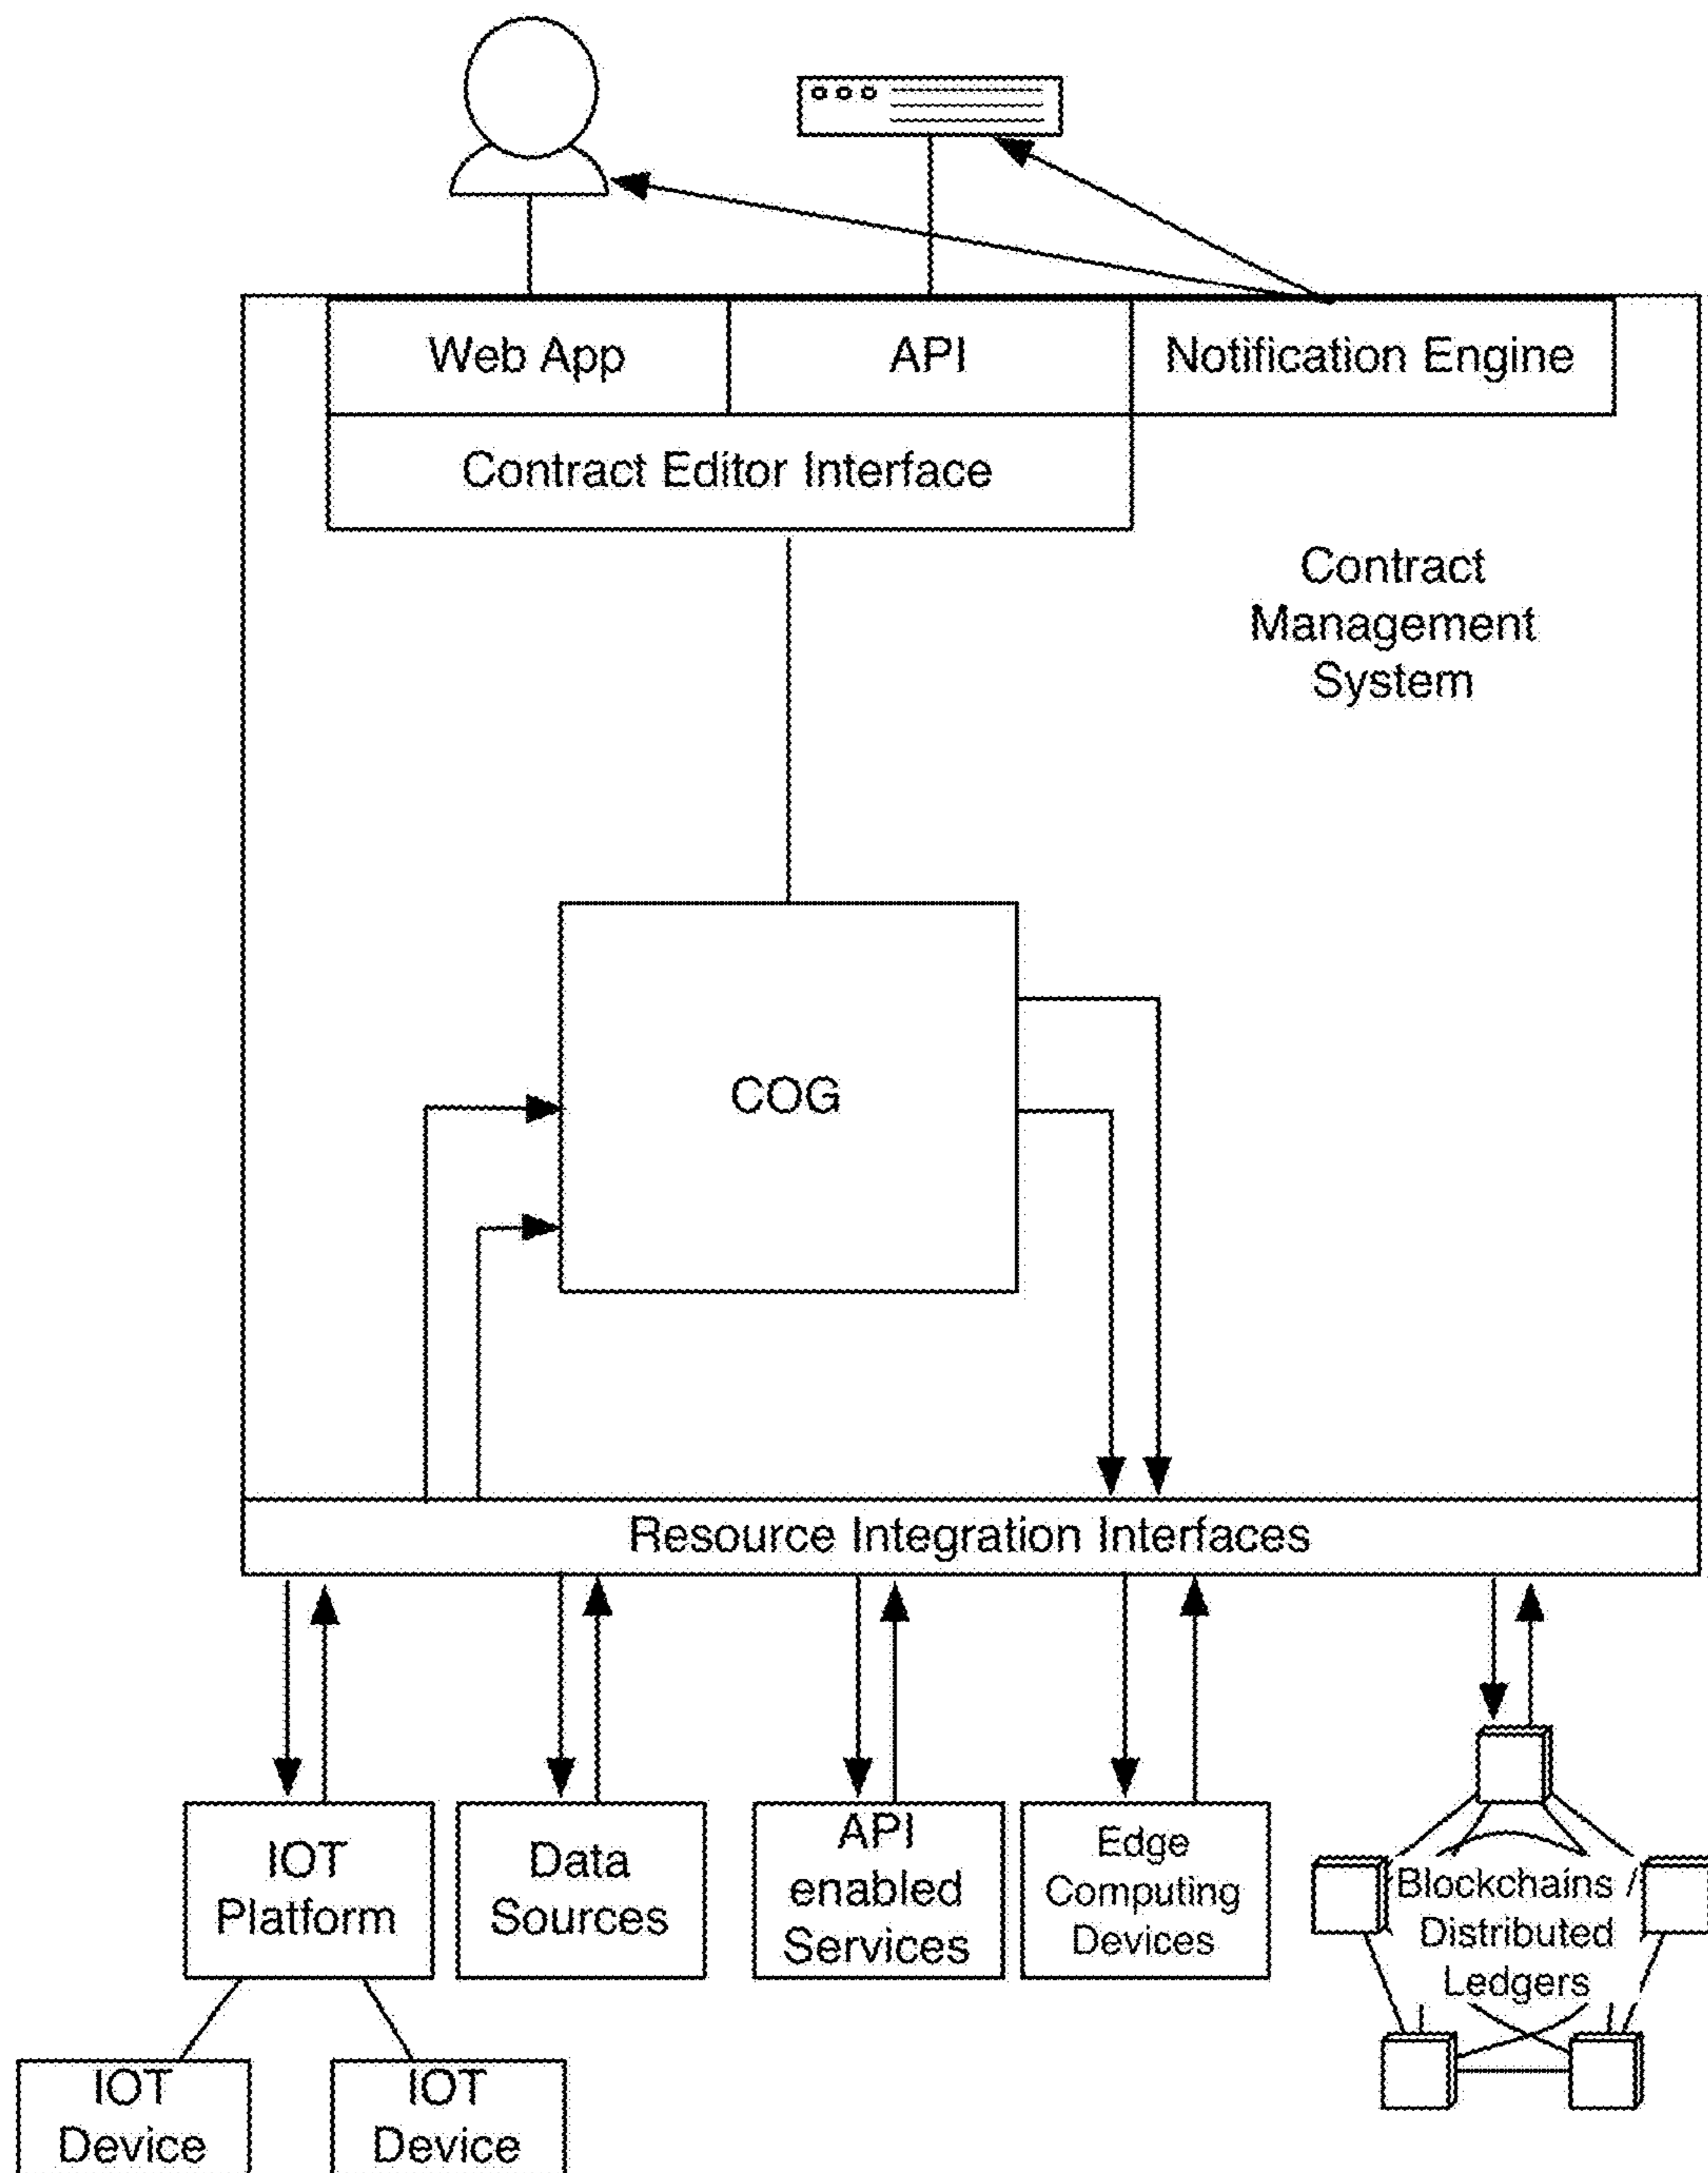 Web App
API
Notification Engine
Contract Editor Interface
Contract
Management
System
COG
Resource Integration Interfaces
IOT
Platform
Data
Sources
API
enabled
Services
Edge
Computing
Devices
Blockchains /
Distributed
Ledgers
IOT
Device
IOT
Device